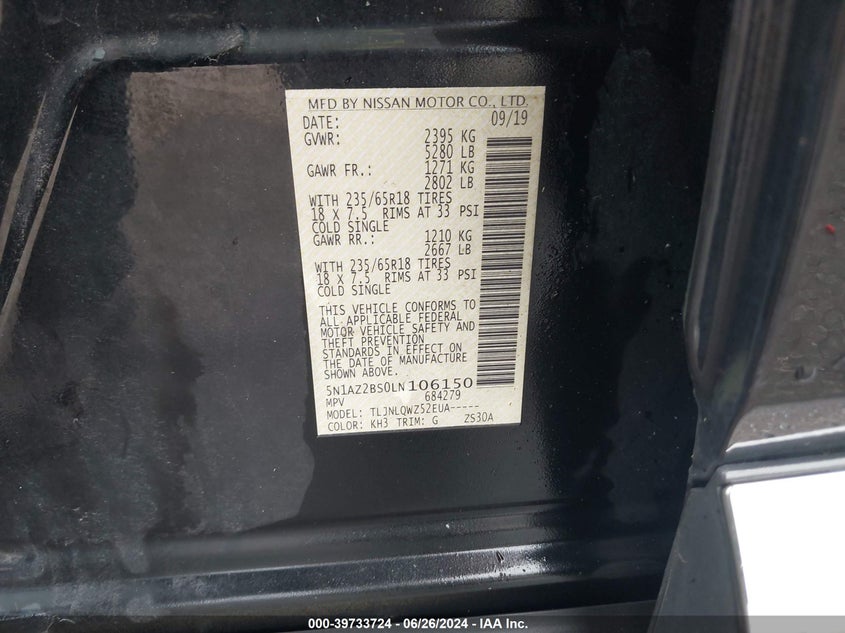 MFD BY NISSAN MOTOR CO., LTD.
DATE: 09/19
GVWR: 2395 KG
5280 LB
GAWR FR.: 1271 KG
2802 LB
WITH 235/65R18 TIRES
18 X 7.5 RIMS AT 33 PSI
COLD SINGLE
GAWR RR.: 1210 KG
2667 LB
WITH 235/65R18 TIRES
18 X 7.5 RIMS AT 33 PSI
COLD SINGLE
THIS VEHICLE CONFORMS TO
ALL APPLICABLE FEDERAL
MOTOR VEHICLE SAFETY AND
THEFT PREVENTION
STANDARDS IN EFFECT ON
THE DATE OF MANUFACTURE
SHOWN ABOVE.
5N1AZ2BS0LN106150
MPV 684279
MODEL: TLJNLQWZ52EUA-----
COLOR: KH3 TRIM: G ZS30A
000-39733724 - 06/26/2024 - IAA Inc.